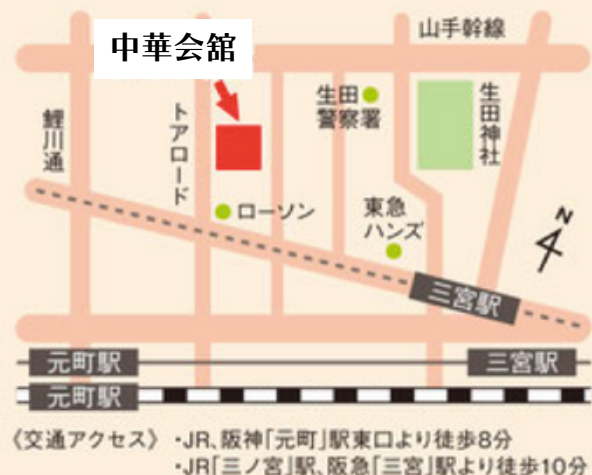 山手幹線
中華会舘
生田
警察署
生田神社
鯉川通
トアロード
ローソン
東急
ハンズ
N
三宮駅
元町駅
三宮駅
元町駅
《交通アクセス》 ・JR、阪神「元町」駅東口より徒歩8分
・JR「三ノ宮」駅、阪急「三宮」駅より徒歩10分